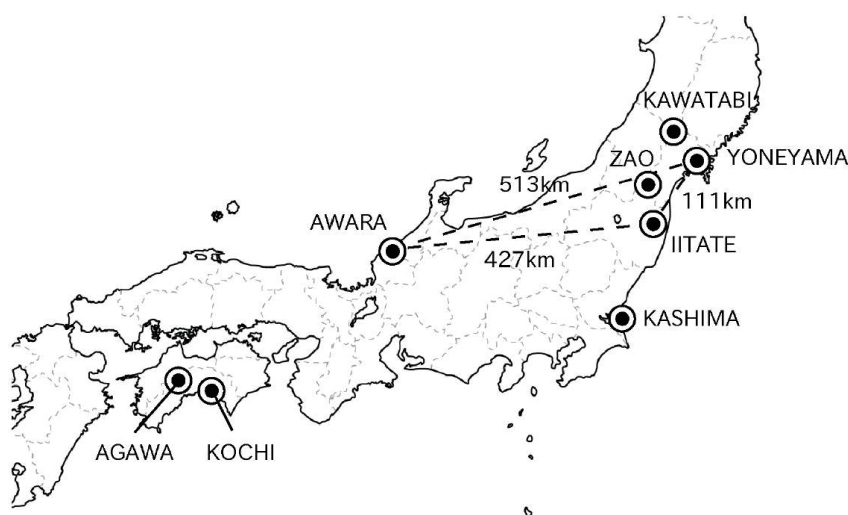 KAWATABI
ZAO
YONEYAMA
513km
111km
AWARA
IITATE
427km
KASHIMA
AGAWA
KOCHI